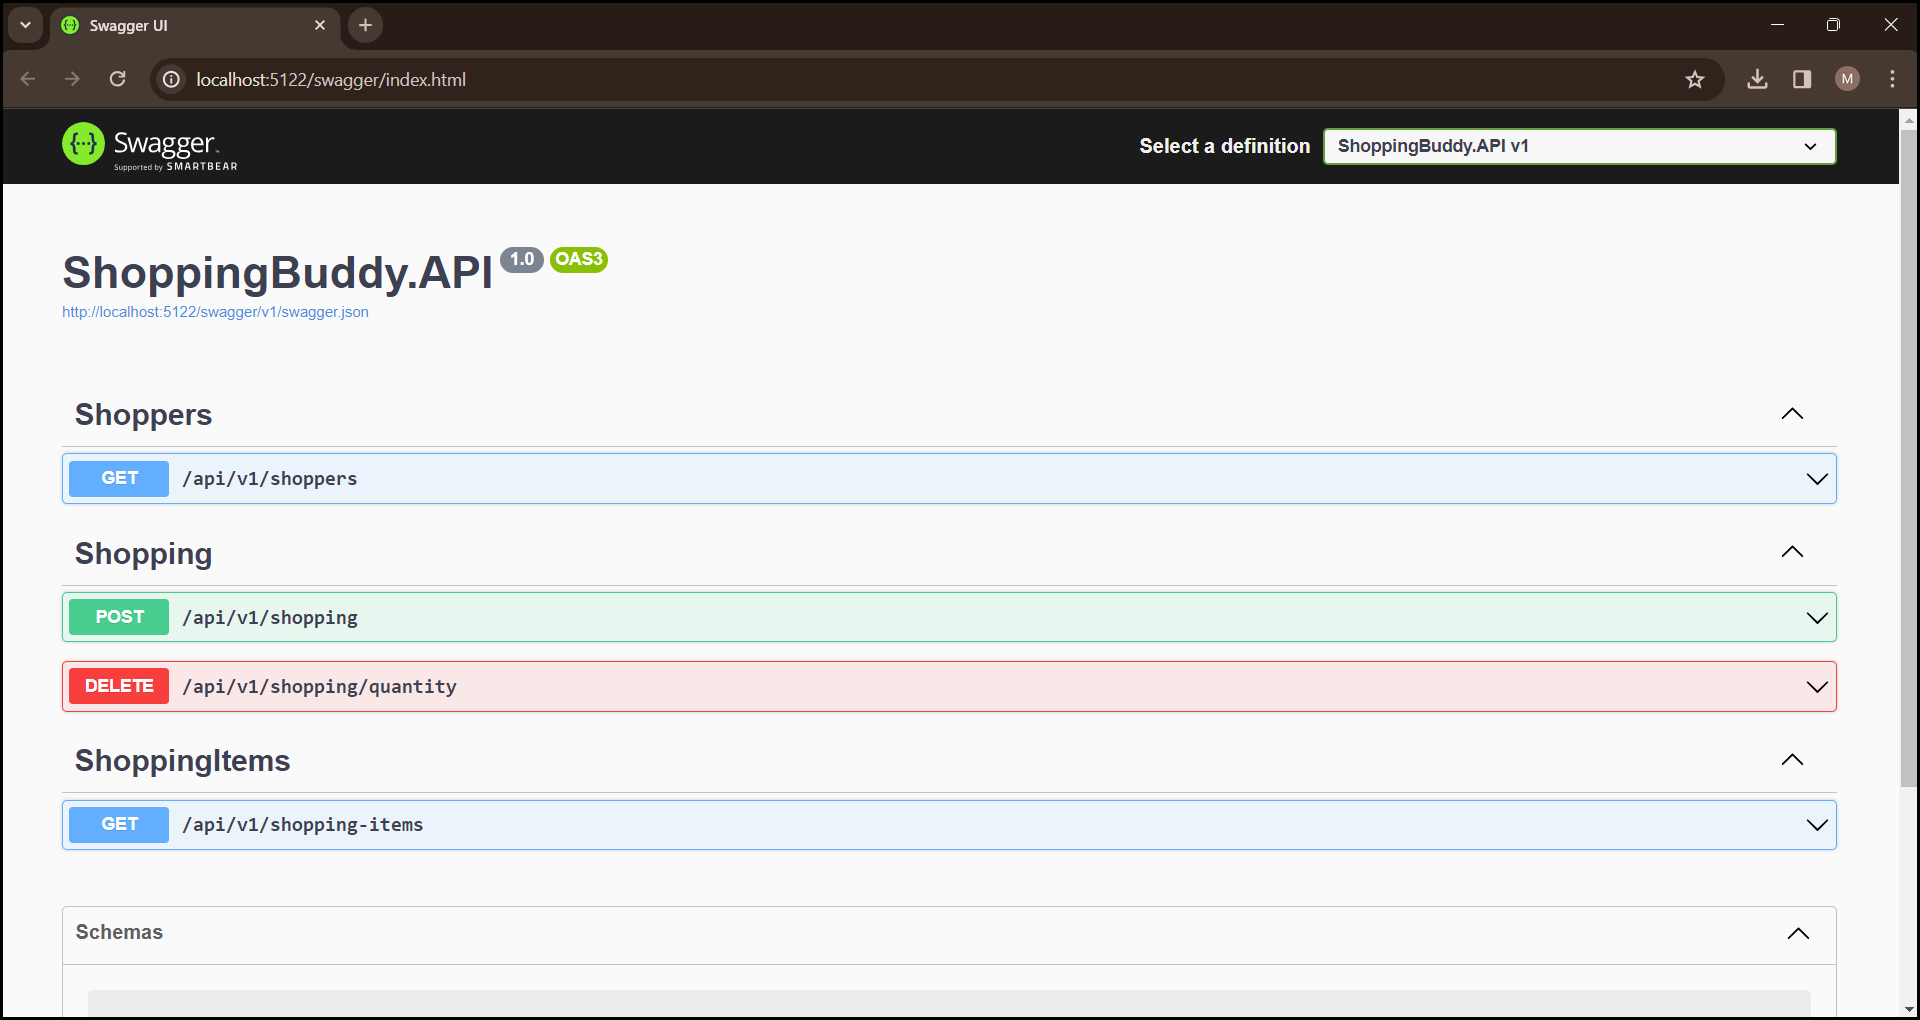 Swagger UI
localhost:5122/swagger/index.html
M
{···} Swagger™
Supported by SMARTBEAR
Select a definition
ShoppingBuddy.API v1
ShoppingBuddy.API 1.0 OAS3
http://localhost:5122/swagger/v1/swagger.json
Shoppers
GET /api/v1/shoppers
Shopping
POST /api/v1/shopping
DELETE /api/v1/shopping/quantity
ShoppingItems
GET /api/v1/shopping-items
Schemas